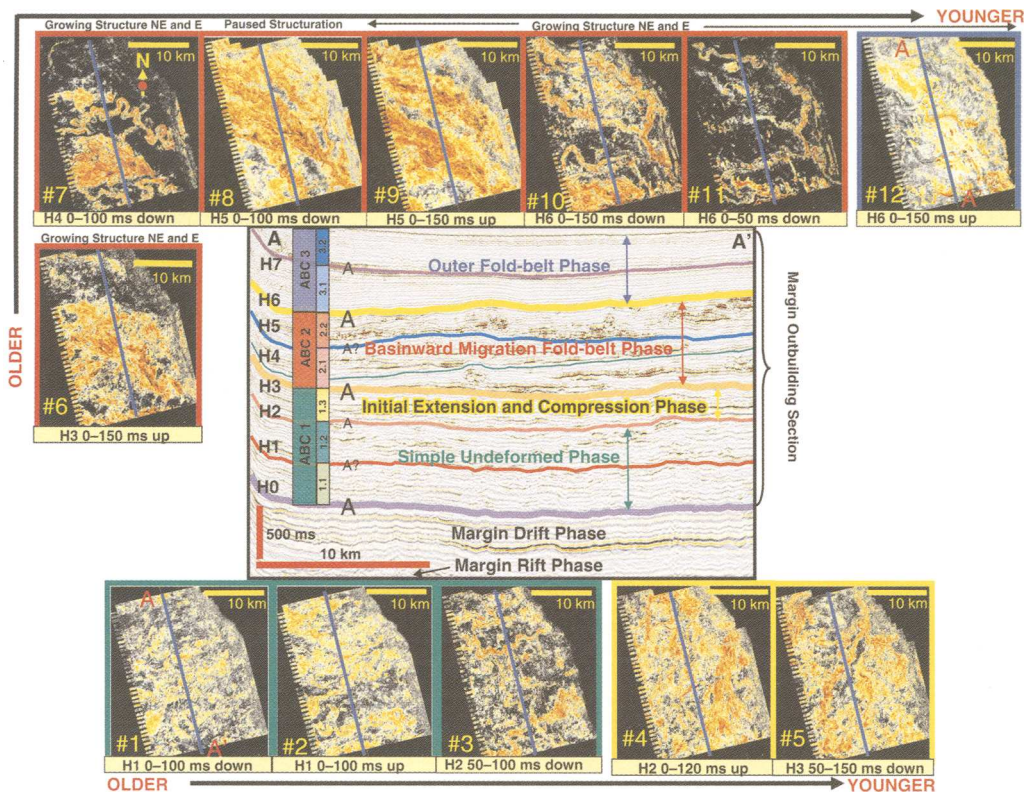 YOUNGER
Growing Structure NE and E
Paused Structuration
Growing Structure NE and E
10 km
10 km
10 km
10 km
10 km
10 km
N
A
A'
#7
#8
#9
#10
#11
#12
H4 0–100 ms down
H5 0–100 ms down
H5 0–150 ms up
H6 0–150 ms down
H6 0–50 ms down
H6 0–150 ms up
OLDER
Growing Structure NE and E
10 km
#6
H3 0–150 ms up
A
A'
H7
H6
H5
H4
H3
H2
H1
H0
ABC 3
ABC 2
ABC 1
3.2
3.1
2.2
2.1
1.3
1.2
1.1
A
A
A?
A
A
A?
A
Outer Fold-belt Phase
Basinward Migration Fold-belt Phase
Initial Extension and Compression Phase
Simple Undeformed Phase
Margin Drift Phase
Margin Rift Phase
500 ms
10 km
Margin Outbuilding Section
10 km
10 km
10 km
10 km
10 km
A
A'
#1
#2
#3
#4
#5
H1 0–100 ms down
H1 0–100 ms up
H2 50–100 ms down
H2 0–120 ms up
H3 50–150 ms down
OLDER
YOUNGER